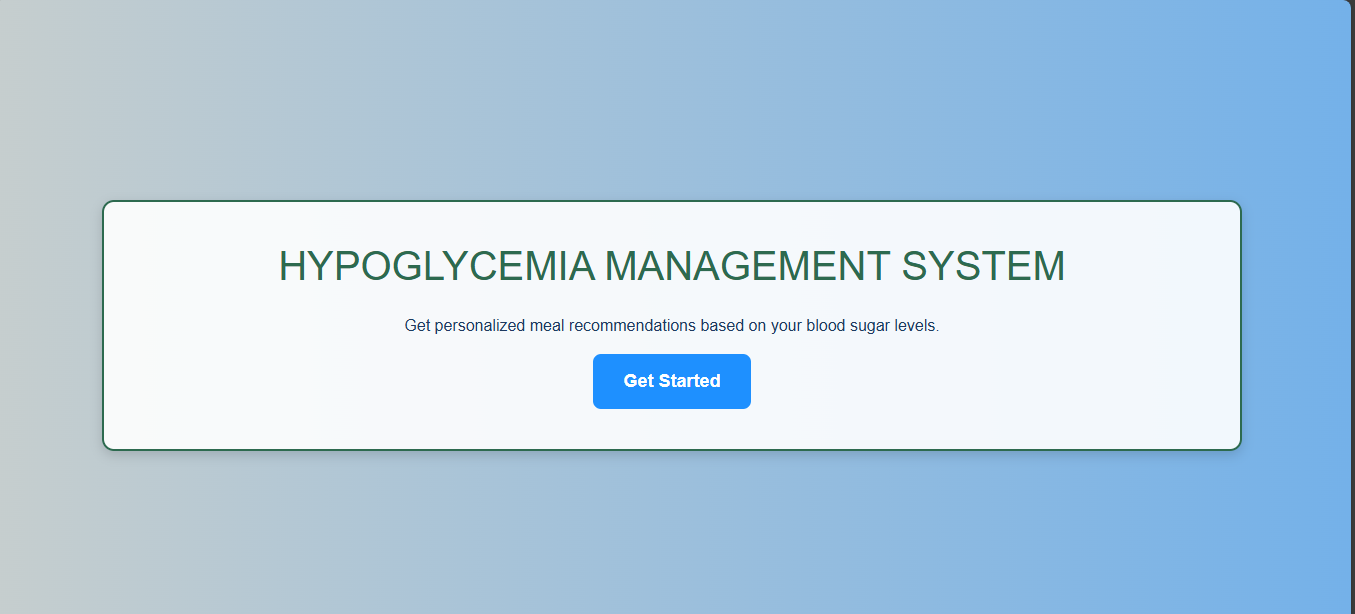 HYPOGLYCEMIA MANAGEMENT SYSTEM
Get personalized meal recommendations based on your blood sugar levels.
Get Started